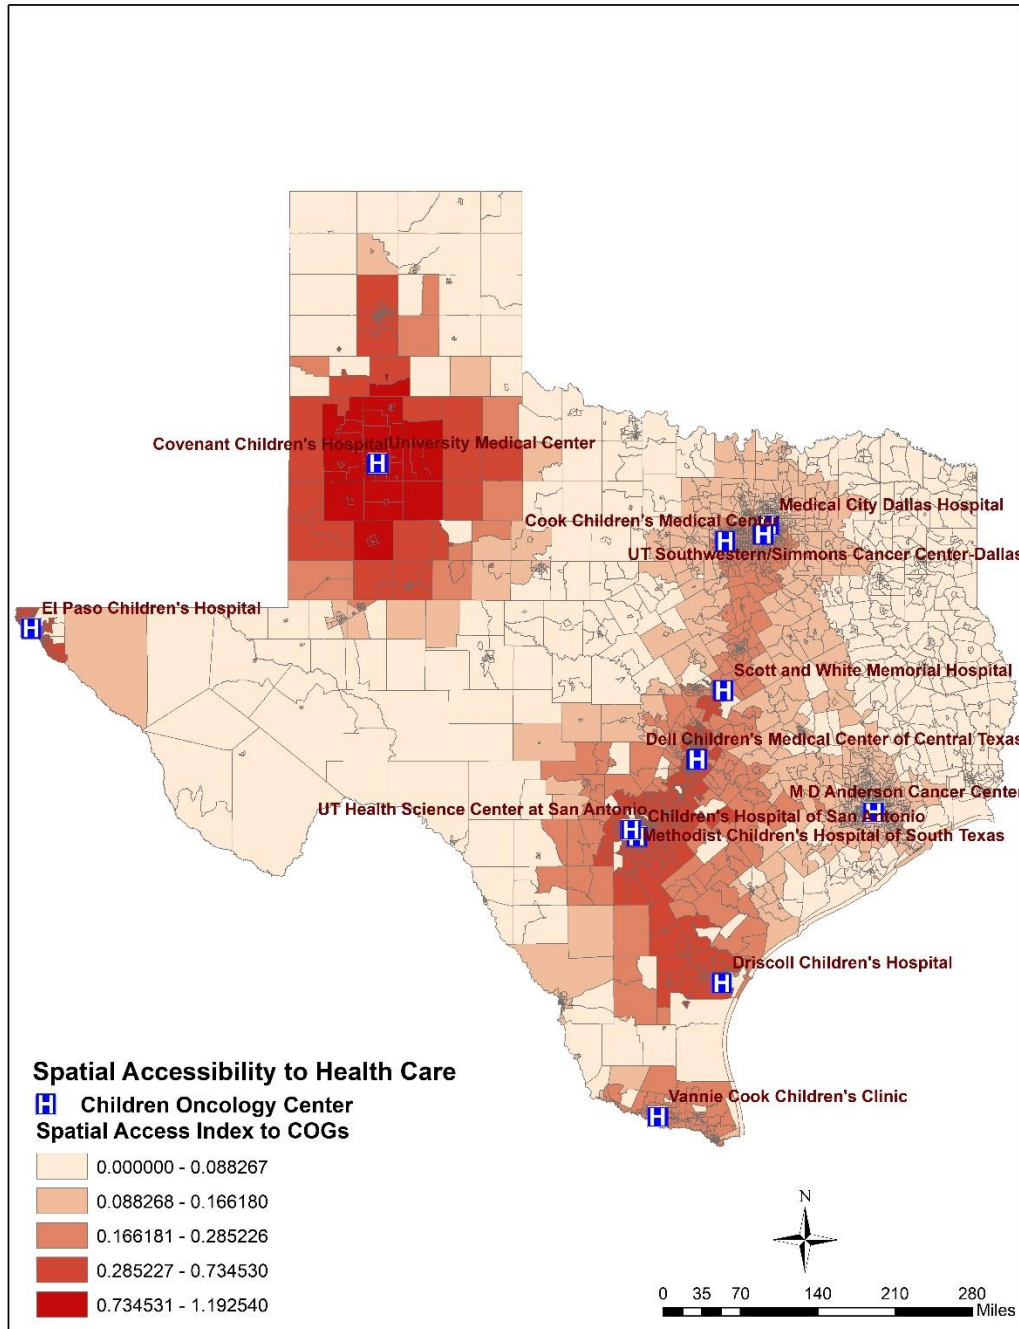 Covenant Children's Hospital
University Medical Center
Medical City Dallas Hospital
Cook Children's Medical Center
UT Southwestern/Simmons Cancer Center-Dallas
El Paso Children's Hospital
Scott and White Memorial Hospital
Dell Children's Medical Center of Central Texas
M D Anderson Cancer Center
UT Health Science Center at San Antonio
Children's Hospital of San Antonio
Methodist Children's Hospital of South Texas
Driscoll Children's Hospital
Vannie Cook Children's Clinic
Spatial Accessibility to Health Care
H Children Oncology Center
Spatial Access Index to COGs
0.000000 - 0.088267
0.088268 - 0.166180
0.166181 - 0.285226
0.285227 - 0.734530
0.734531 - 1.192540
N
0 35 70 140 210 280
Miles